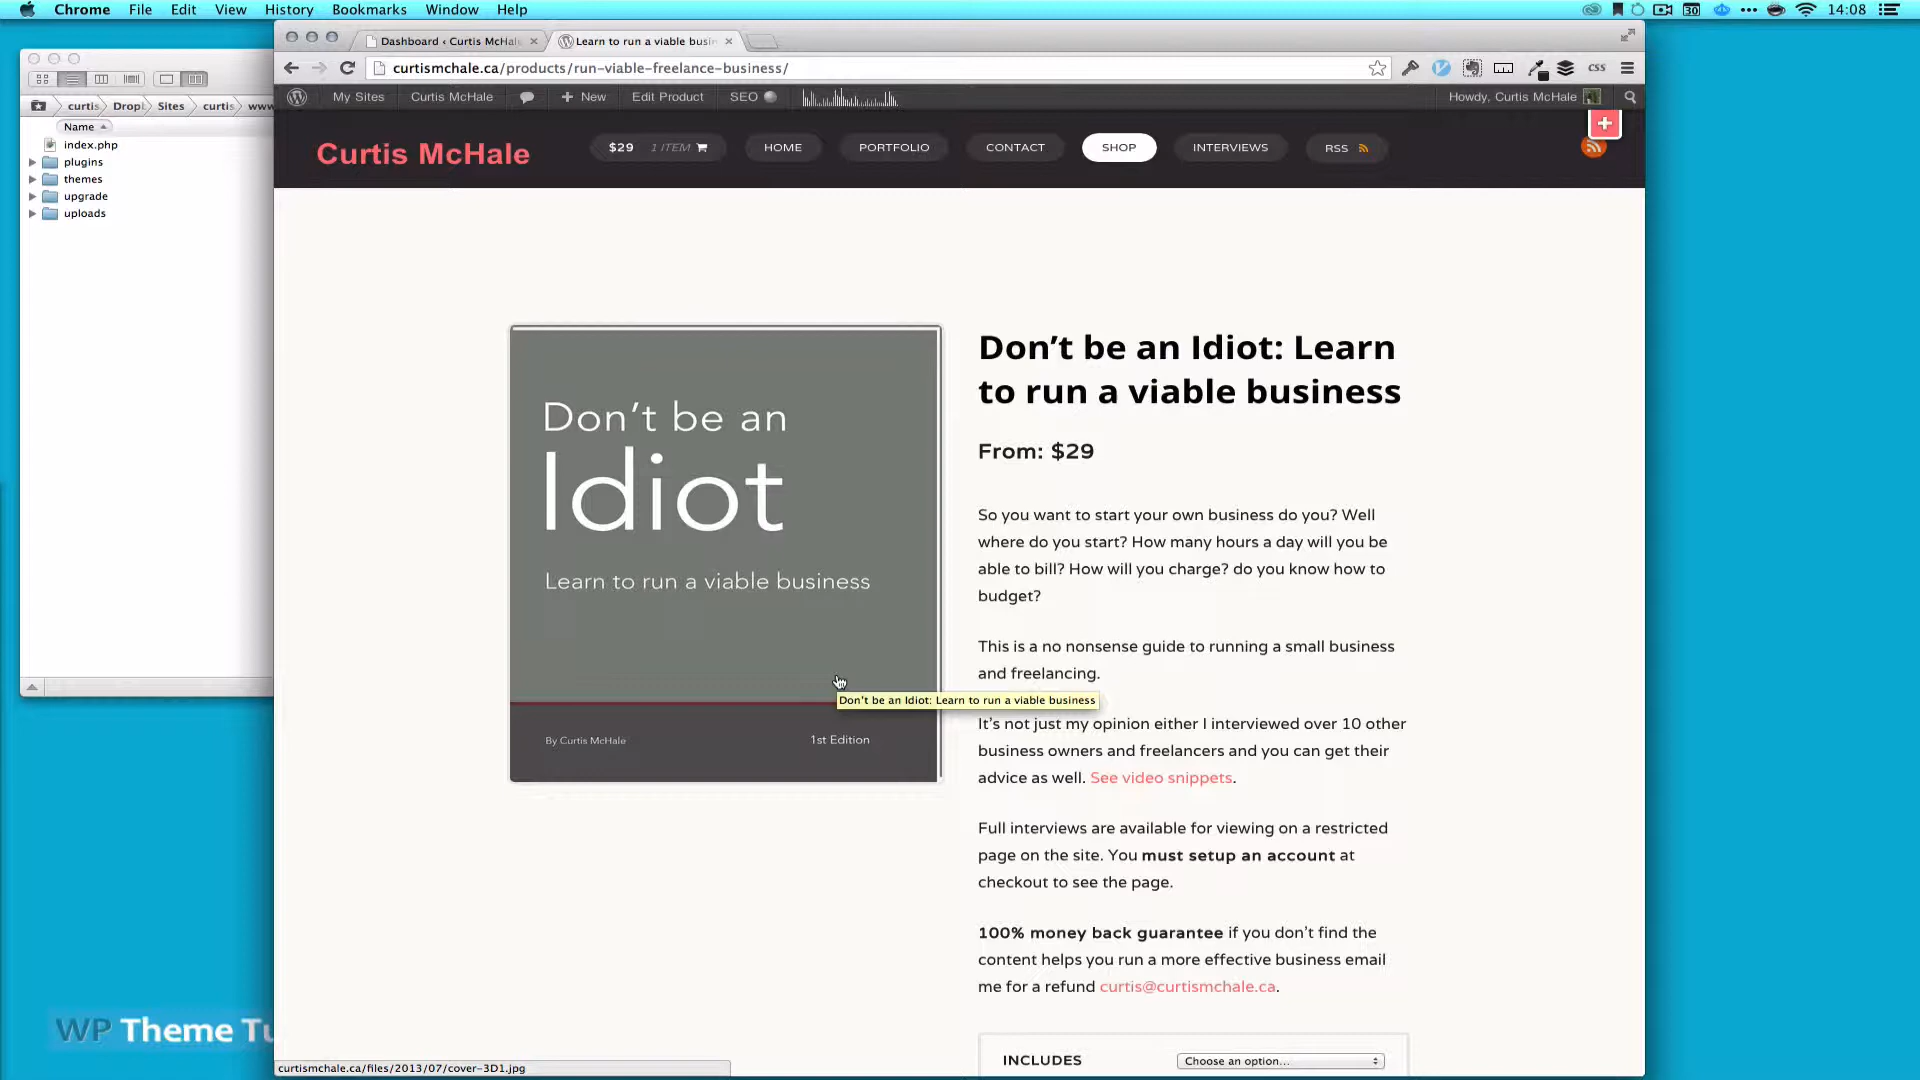 Chrome File Edit View History Bookmarks Window Help
30
14:08
Dashboard ‹ Curtis McHal
Learn to run a viable busin
curtismchale.ca/products/run-viable-freelance-business/
CSS
curtis Dropl Sites curtis www
Name
index.php
plugins
themes
upgrade
uploads
My Sites Curtis McHale + New Edit Product SEO
Howdy, Curtis McHale
Curtis McHale
$29 1 ITEM
HOME
PORTFOLIO
CONTACT
SHOP
INTERVIEWS
RSS
+
Don't be an
Idiot
Learn to run a viable business
By Curtis McHale
1st Edition
Don't be an Idiot: Learn to run a viable business
Don't be an Idiot: Learn
to run a viable business
From: $29
So you want to start your own business do you? Well
where do you start? How many hours a day will you be
able to bill? How will you charge? do you know how to
budget?
This is a no nonsense guide to running a small business
and freelancing.
It's not just my opinion either I interviewed over 10 other
business owners and freelancers and you can get their
advice as well. See video snippets.
Full interviews are available for viewing on a restricted
page on the site. You must setup an account at
checkout to see the page.
100% money back guarantee if you don't find the
content helps you run a more effective business email
me for a refund curtis@curtismchale.ca.
INCLUDES
Choose an option...
WP Theme Tu
curtismchale.ca/files/2013/07/cover-3D1.jpg